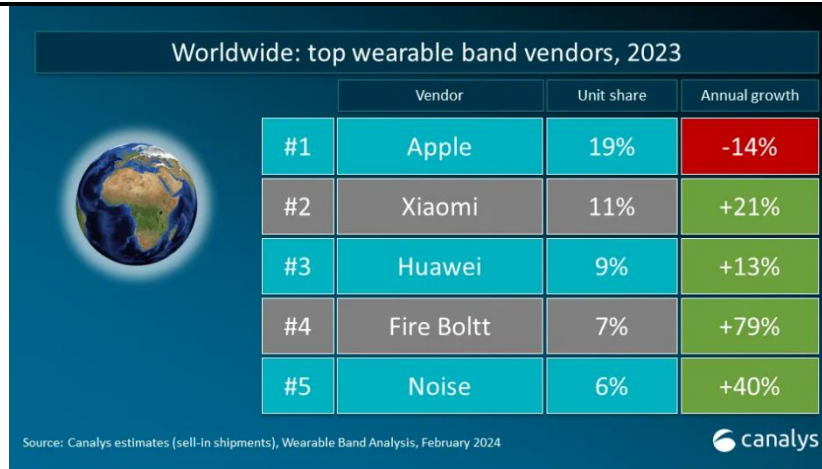 Worldwide: top wearable band vendors, 2023
Vendor Unit share Annual growth
#1 Apple 19% -14%
#2 Xiaomi 11% +21%
#3 Huawei 9% +13%
#4 Fire Boltt 7% +79%
#5 Noise 6% +40%
Source: Canalys estimates (sell-in shipments), Wearable Band Analysis, February 2024
canalys